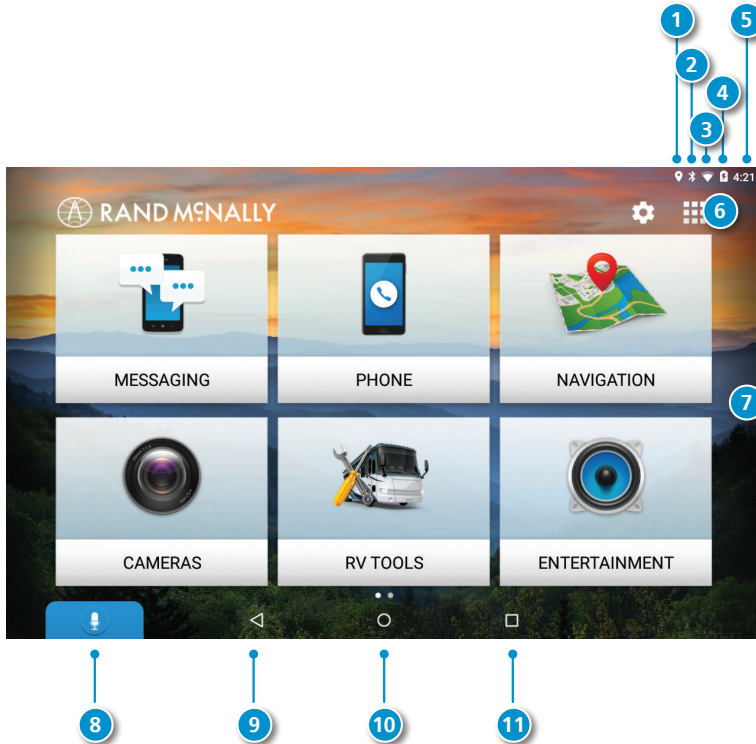 1
5
2
4
3
4:21
RAND MCNALLY
6
MESSAGING
PHONE
NAVIGATION
7
CAMERAS
RV TOOLS
ENTERTAINMENT
8
9
10
11